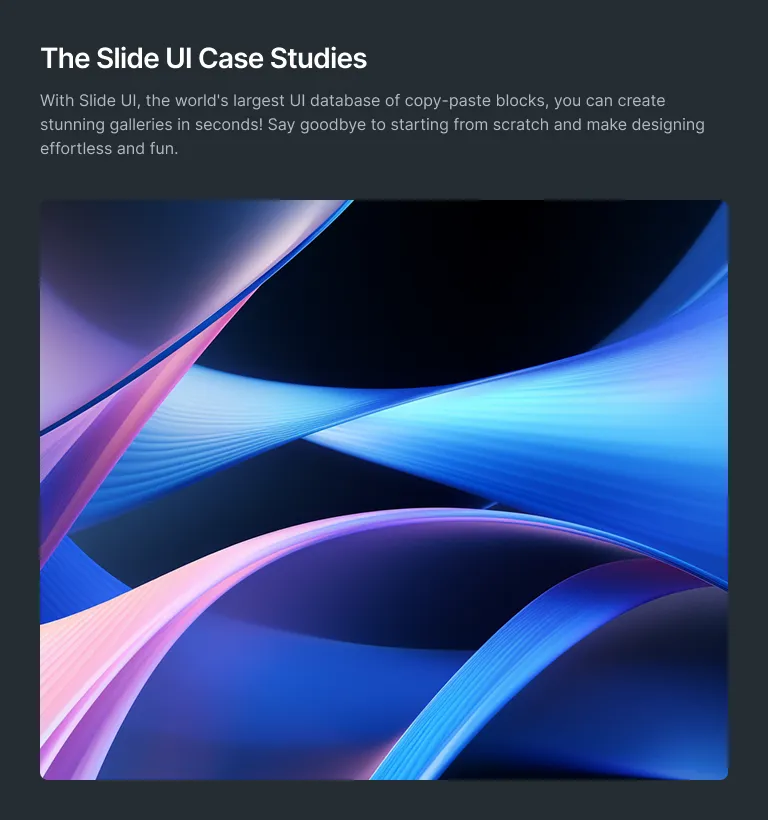 The Slide UI Case Studies
With Slide UI, the world's largest UI database of copy-paste blocks, you can create
stunning galleries in seconds! Say goodbye to starting from scratch and make designing
effortless and fun.